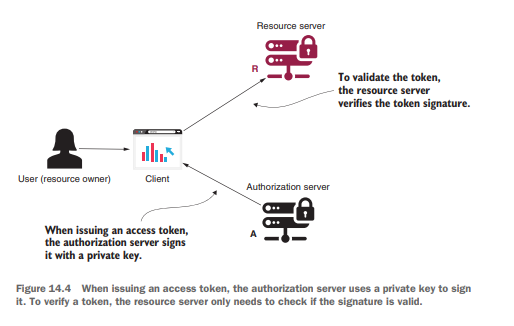 Resource server
R
To validate the token,
the resource server
verifies the token signature.
User (resource owner)
Client
Authorization server
When issuing an access token,
the authorization server signs
it with a private key.
A
Figure 14.4 When issuing an access token, the authorization server uses a private key to sign
it. To verify a token, the resource server only needs to check if the signature is valid.